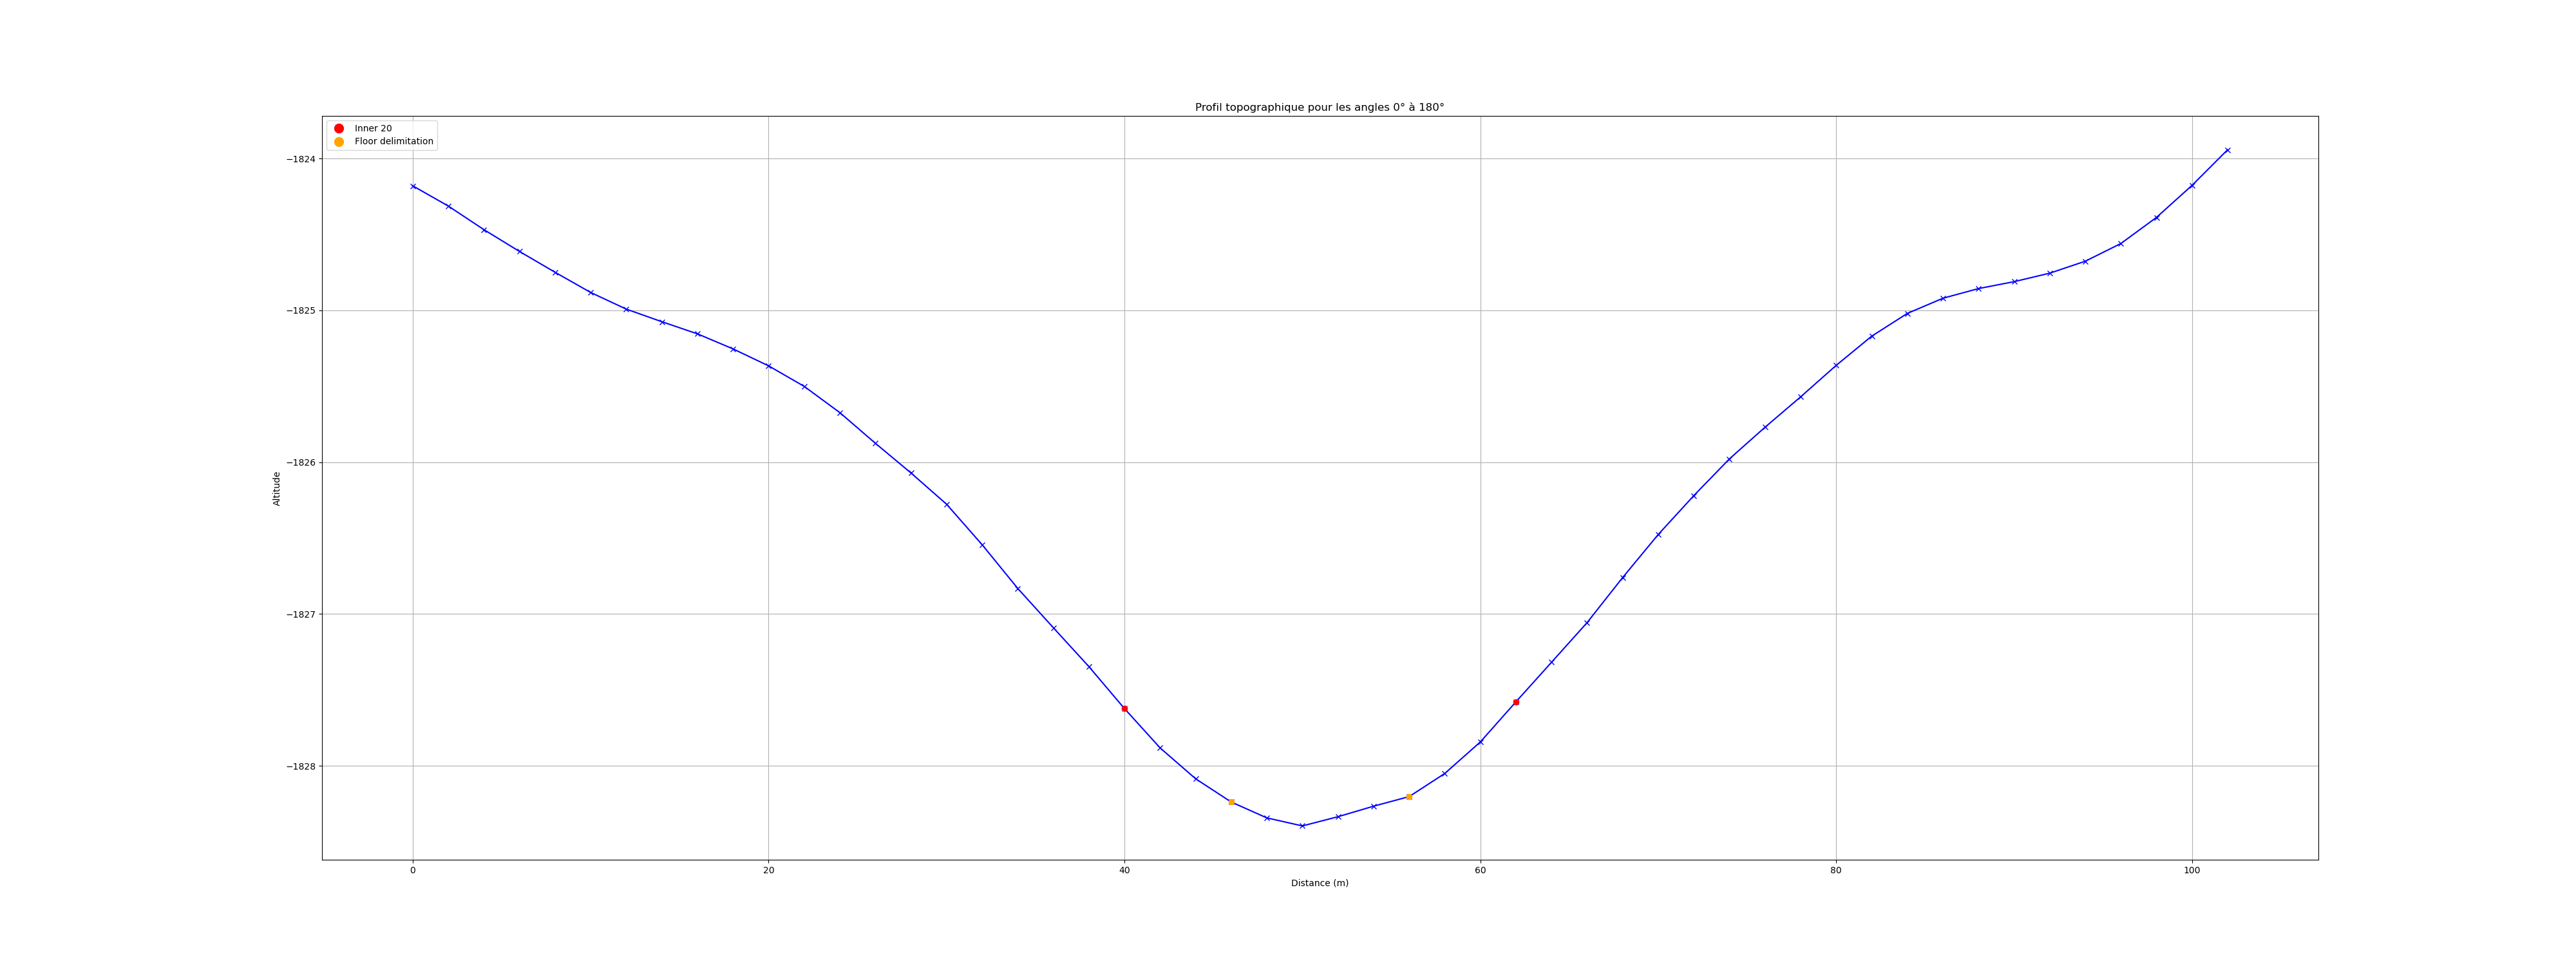 Profil topographique pour les angles 0° à 180°
Inner 20
Floor delimitation
−1824
−1825
−1826
−1827
−1828
Altitude
0 20 40 60 80 100
Distance (m)